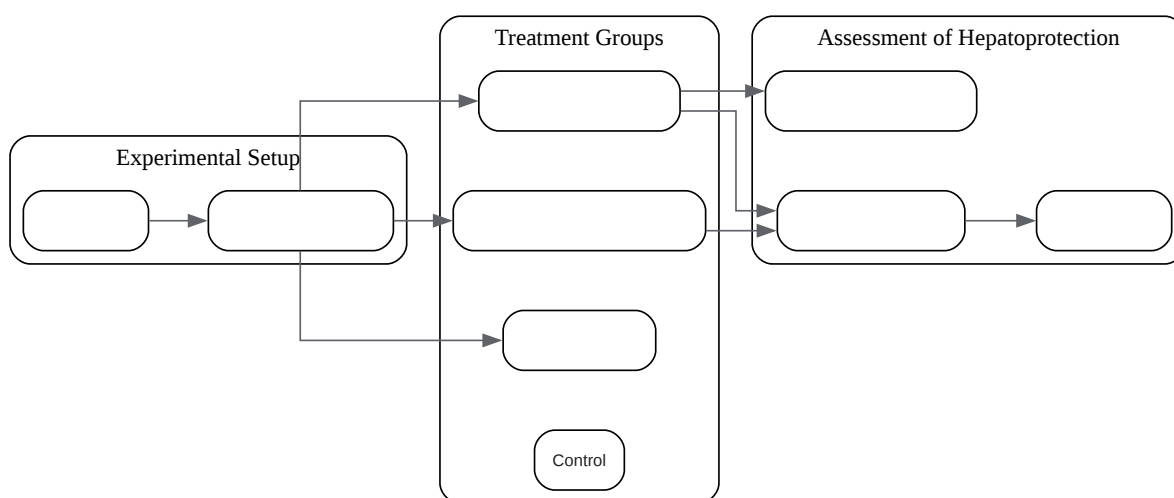 Treatment Groups
Assessment of Hepatoprotection
Experimental Setup
Control